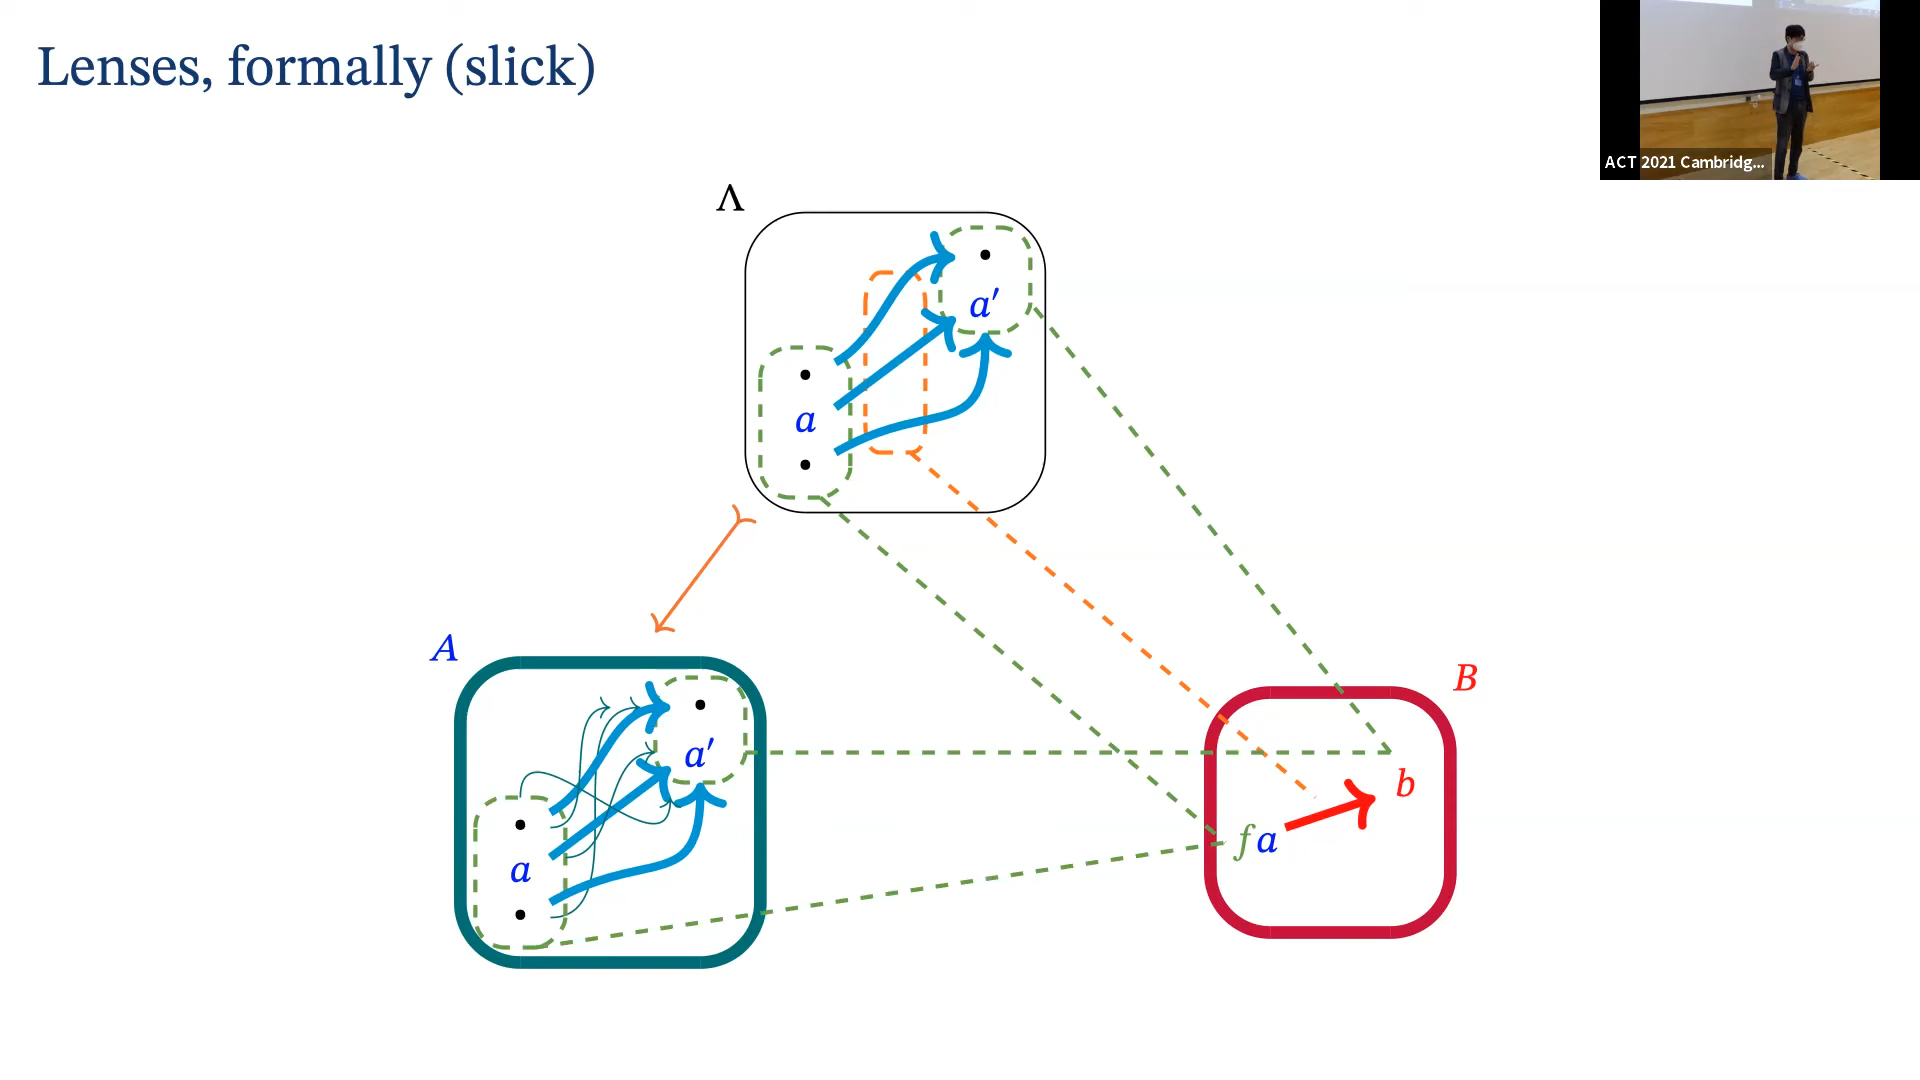 Lenses, formally (slick)
ACT 2021 Cambridg...
Λ
a′
a
A
B
a′
b
fa
a